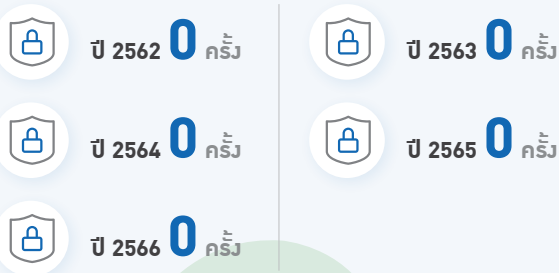 ปี 2562 0 ครั้ง
ปี 2563 0 ครั้ง
ปี 2564 0 ครั้ง
ปี 2565 0 ครั้ง
ปี 2566 0 ครั้ง